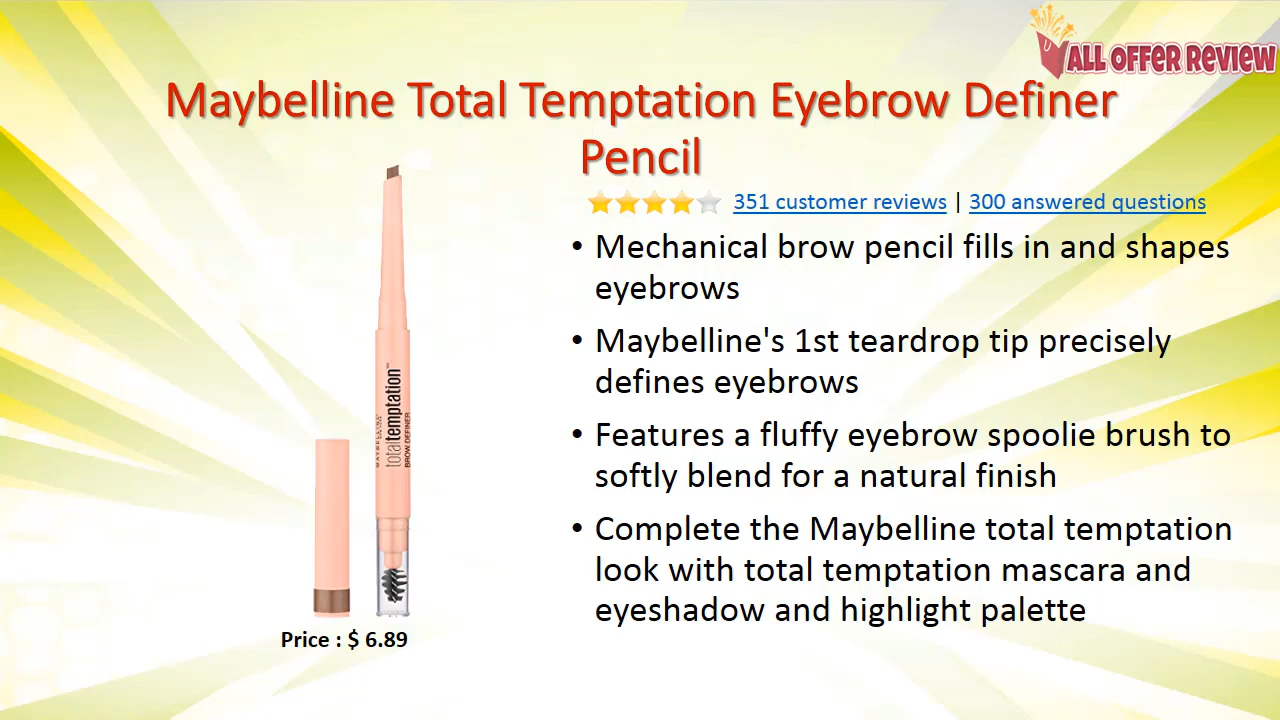 ALL OFFER REVIEW
Maybelline Total Temptation Eyebrow Definer
Pencil
351 customer reviews | 300 answered questions
• Mechanical brow pencil fills in and shapes
eyebrows
• Maybelline's 1st teardrop tip precisely
defines eyebrows
• Features a fluffy eyebrow spoolie brush to
softly blend for a natural finish
• Complete the Maybelline total temptation
look with total temptation mascara and
eyeshadow and highlight palette
MAYBELLINE
totaltemptation™
BROW DEFINER
Price : $ 6.89